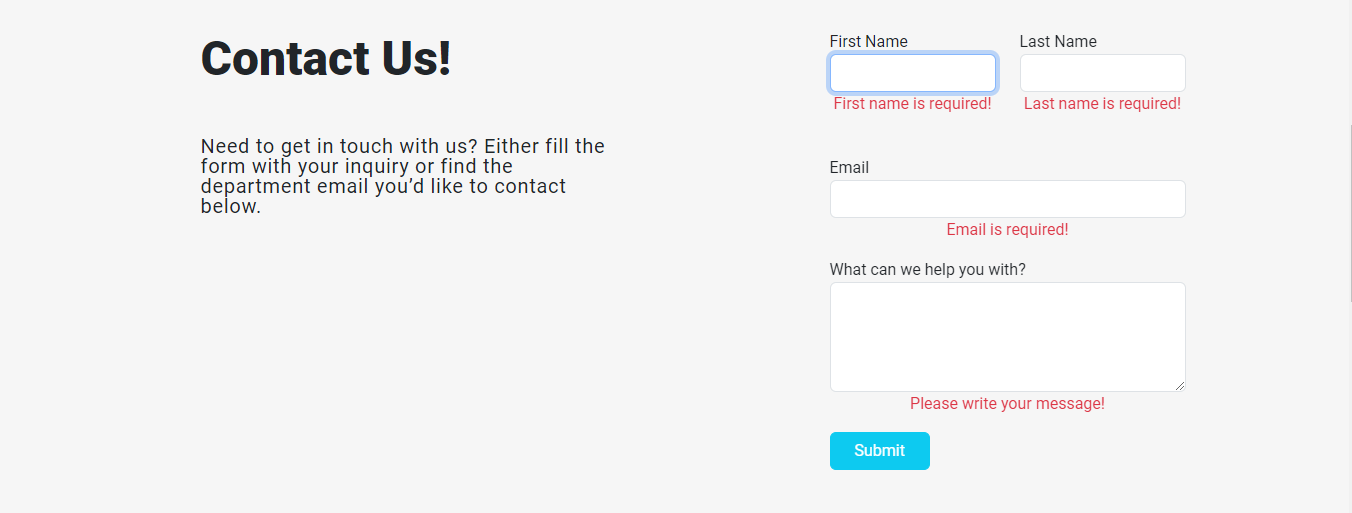 Contact Us!
Need to get in touch with us? Either fill the
form with your inquiry or find the
department email you’d like to contact
below.
First Name
Last Name
First name is required!
Last name is required!
Email
Email is required!
What can we help you with?
Please write your message!
Submit